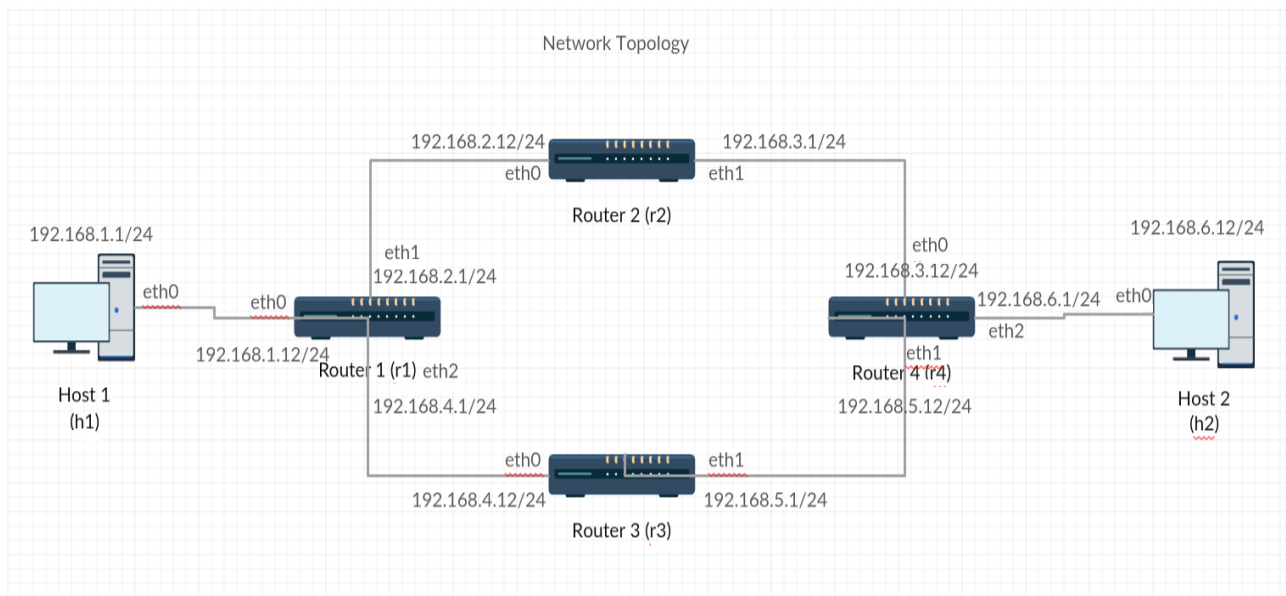 Network Topology
192.168.2.12/24
192.168.3.1/24
eth0
eth1
Router 2 (r2)
192.168.1.1/24
192.168.6.12/24
eth1
192.168.2.1/24
eth0
192.168.3.12/24
eth0
eth0
192.168.6.1/24
eth0
eth2
192.168.1.12/24
Router 1 (r1)
eth2
eth1
Router 4 (r4)
Host 1
(h1)
192.168.4.1/24
192.168.5.12/24
Host 2
(h2)
eth0
eth1
192.168.4.12/24
192.168.5.1/24
Router 3 (r3)